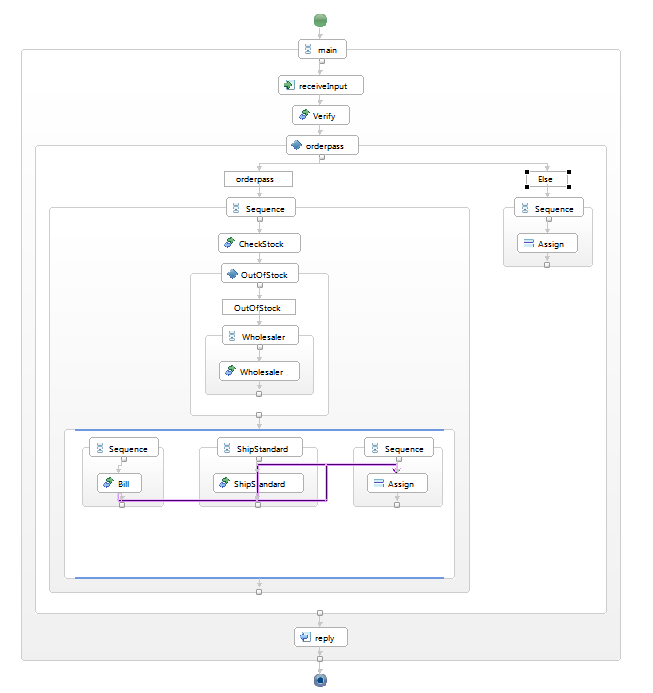 main
receiveInput
Verify
orderpass
orderpass
Else
Sequence
Sequence
CheckStock
Assign
OutOfStock
OutOfStock
Wholesaler
Wholesaler
Sequence
ShipStandard
Sequence
Bill
ShipStandard
Assign
reply